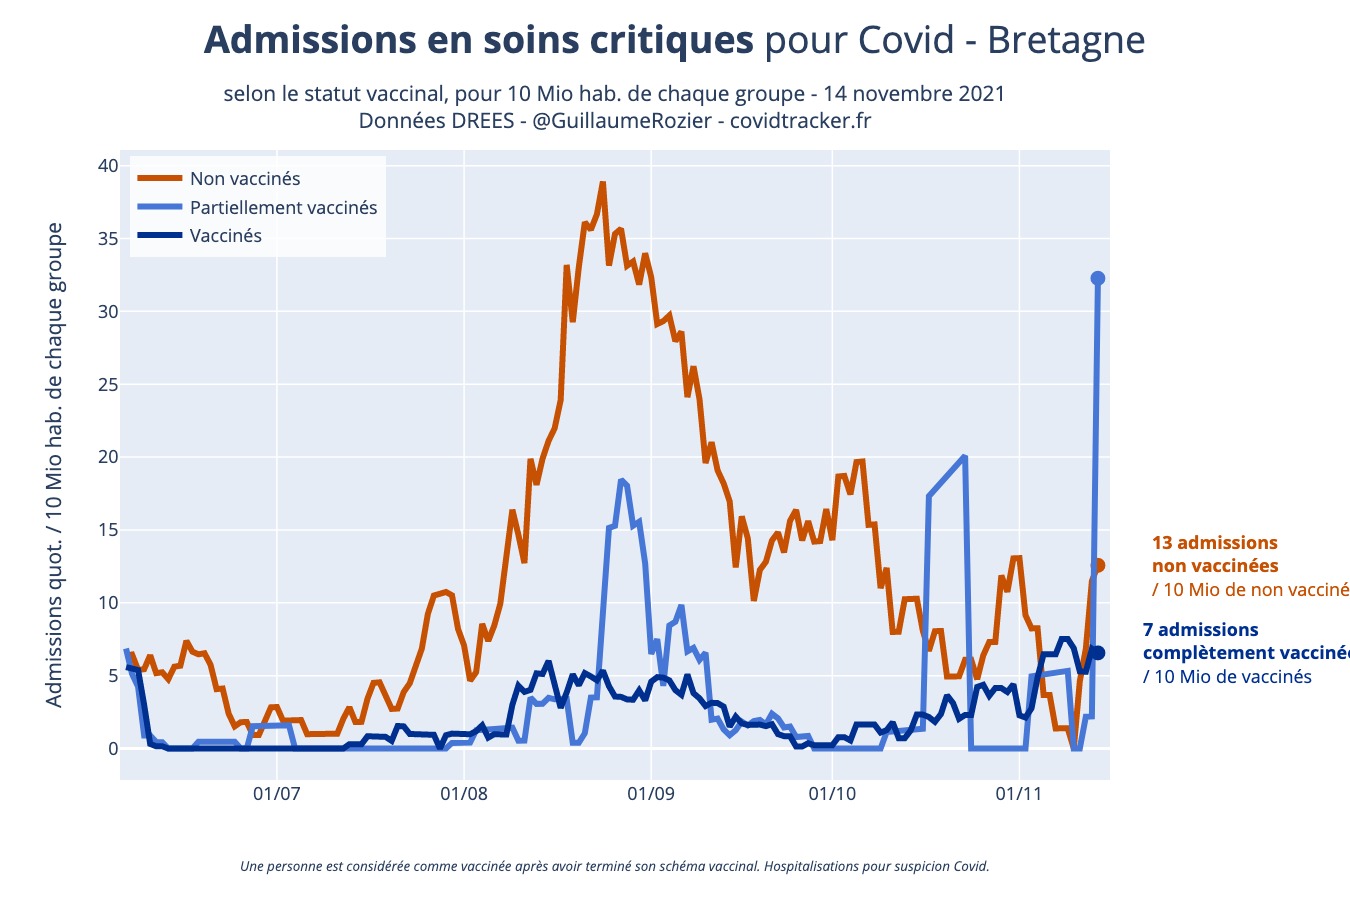 Admissions en soins critiques pour Covid - Bretagne
selon le statut vaccinal, pour 10 Mio hab. de chaque groupe - 14 novembre 2021
Données DREES - @GuillaumeRozier - covidtracker.fr
Admissions quot. / 10 Mio hab. de chaque groupe
40
35
30
25
20
15
10
5
0
Non vaccinés
Partiellement vaccinés
Vaccinés
01/07
01/08
01/09
01/10
01/11
13 admissions
non vaccinées
/ 10 Mio de non vacciné
7 admissions
complètement vacciné
/ 10 Mio de vaccinés
Une personne est considérée comme vaccinée après avoir terminé son schéma vaccinal. Hospitalisations pour suspicion Covid.